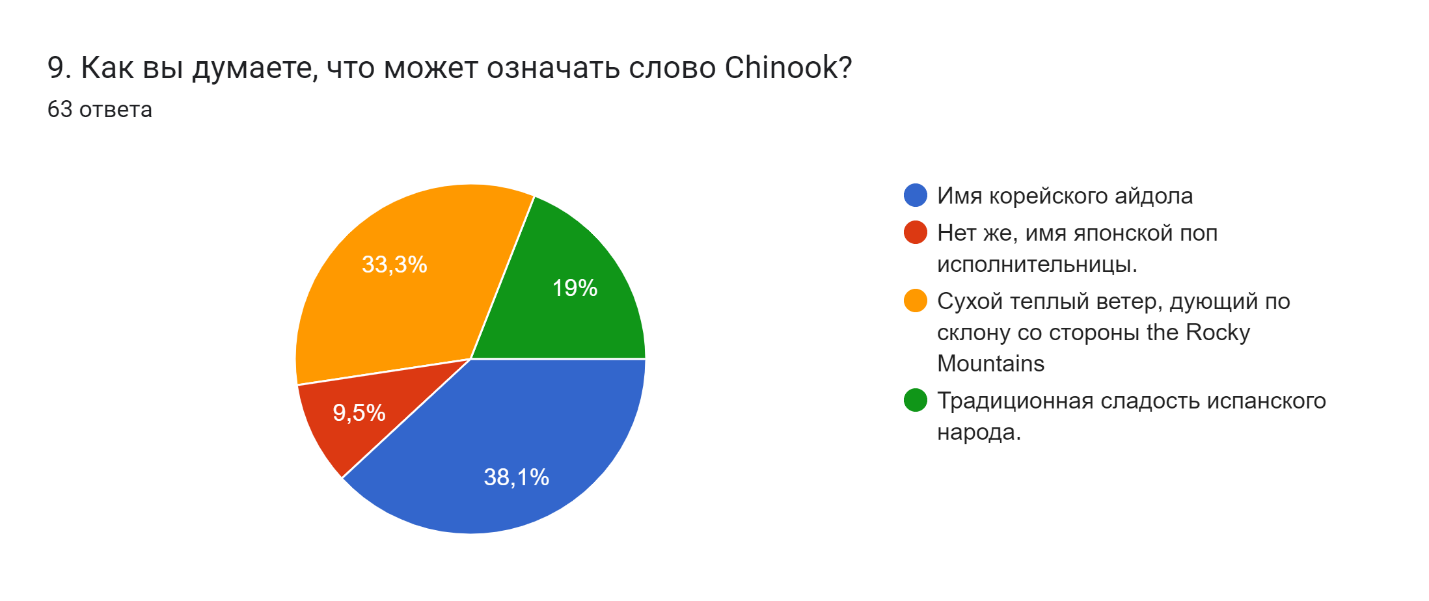 9. Как вы думаете, что может означать слово Chinook?
63 ответа
33,3%
19%
9,5%
38,1%
Имя корейского айдола
Нет же, имя японской поп
исполнительницы.
Сухой теплый ветер, дующий по
склону со стороны the Rocky
Mountains
Традиционная сладость испанского
народа.